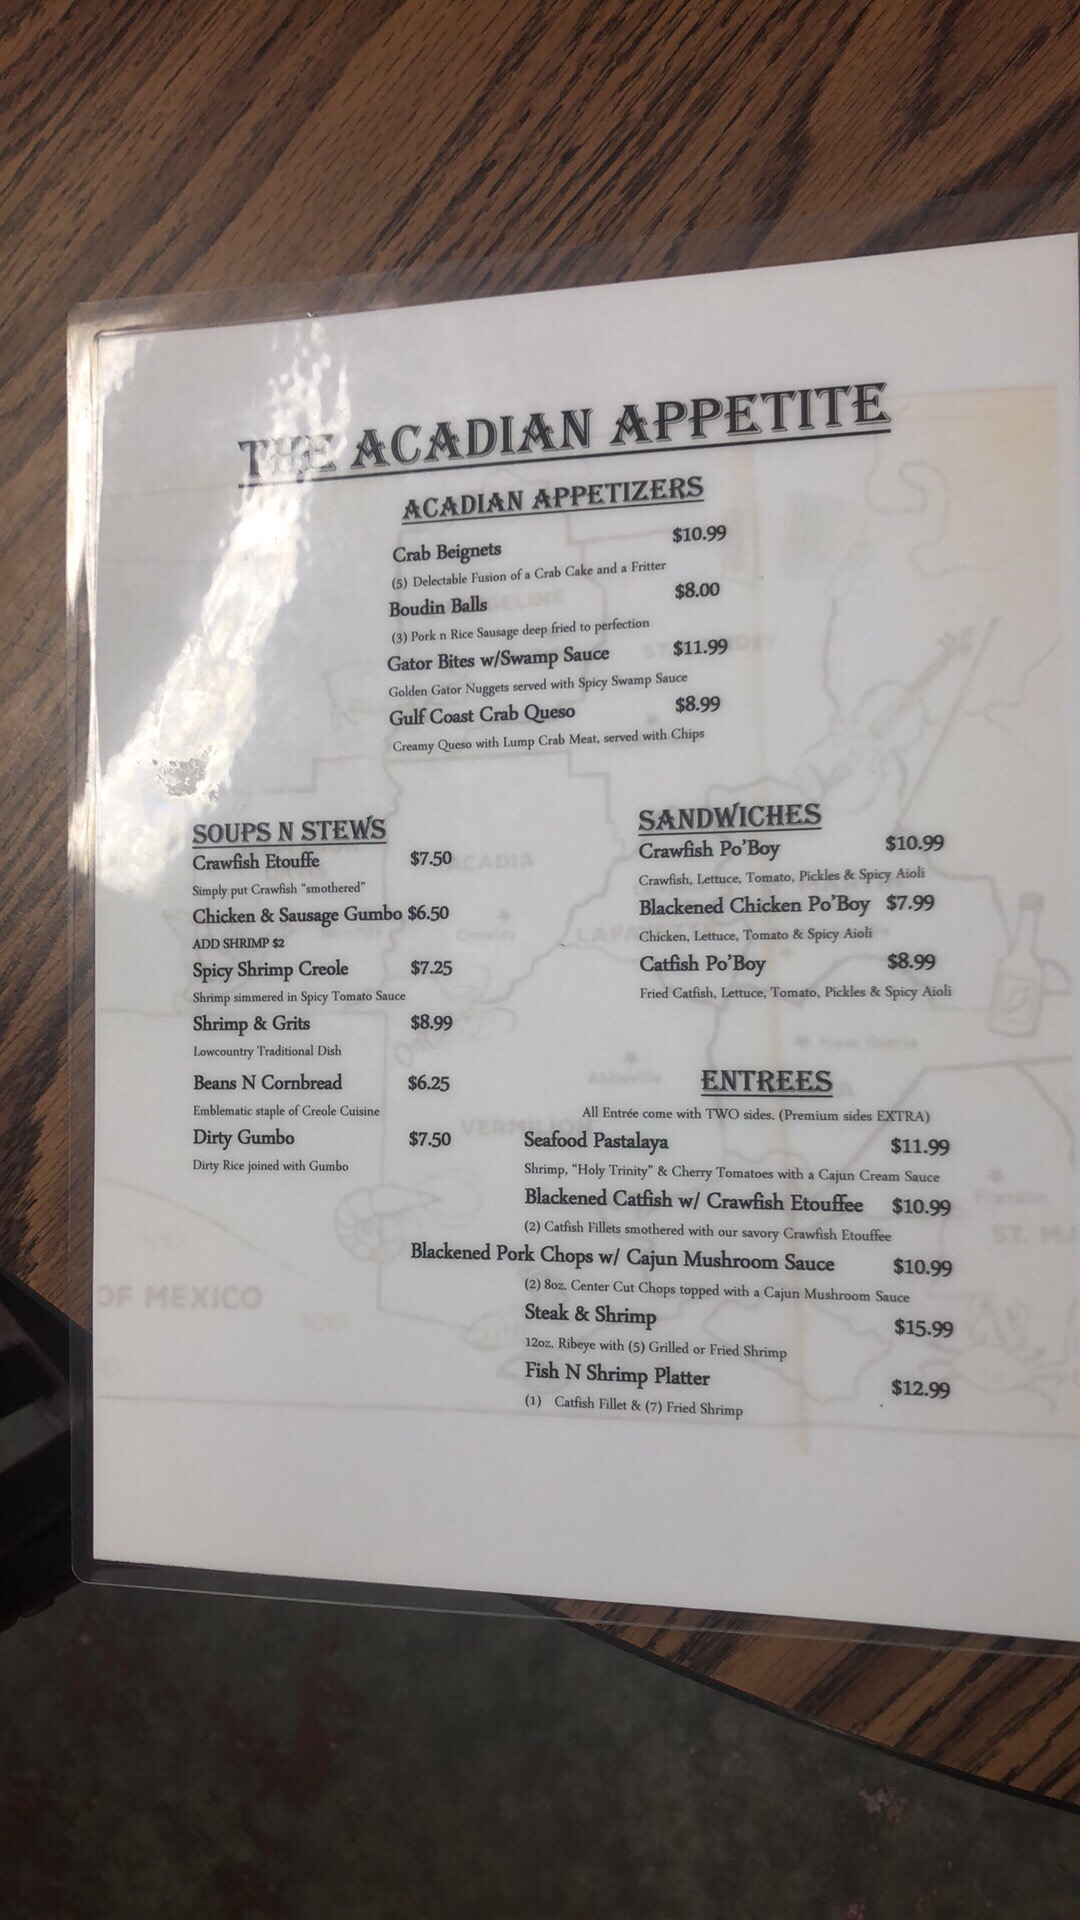 THE ACADIAN APPETITE
ACADIAN APPETIZERS
Crab Beignets $10.99
(5) Delectable Fusion of a Crab Cake and a Fritter
Boudin Balls $8.00
(3) Pork n Rice Sausage deep fried to perfection
Gator Bites w/Swamp Sauce $11.99
Golden Gator Nuggets served with Spicy Swamp Sauce
Gulf Coast Crab Queso $8.99
Creamy Queso with Lump Crab Meat, served with Chips
SOUPS N STEWS
Crawfish Etouffe $7.50
Simply put Crawfish "smothered"
Chicken & Sausage Gumbo $6.50
ADD SHRIMP $2
Spicy Shrimp Creole $7.25
Shrimp simmered in Spicy Tomato Sauce
Shrimp & Grits $8.99
Lowcountry Traditional Dish
Beans N Cornbread $6.25
Emblematic staple of Creole Cuisine
Dirty Gumbo $7.50
Dirty Rice joined with Gumbo
SANDWICHES
Crawfish Po'Boy $10.99
Crawfish, Lettuce, Tomato, Pickles & Spicy Aioli
Blackened Chicken Po'Boy $7.99
Chicken, Lettuce, Tomato & Spicy Aioli
Catfish Po'Boy $8.99
Fried Catfish, Lettuce, Tomato, Pickles & Spicy Aioli
ENTREES
All Entrée come with TWO sides. (Premium sides EXTRA)
Seafood Pastalaya $11.99
Shrimp, "Holy Trinity" & Cherry Tomatoes with a Cajun Cream Sauce
Blackened Catfish w/ Crawfish Etouffee $10.99
(2) Catfish Fillets smothered with our savory Crawfish Etouffee
Blackened Pork Chops w/ Cajun Mushroom Sauce $10.99
(2) 8oz. Center Cut Chops topped with a Cajun Mushroom Sauce
Steak & Shrimp $15.99
12oz. Ribeye with (5) Grilled or Fried Shrimp
Fish N Shrimp Platter $12.99
(1) Catfish Fillet & (7) Fried Shrimp
ACADIA
Crowley
New Iberia
Abbeville
VERMILION
OF MEXICO